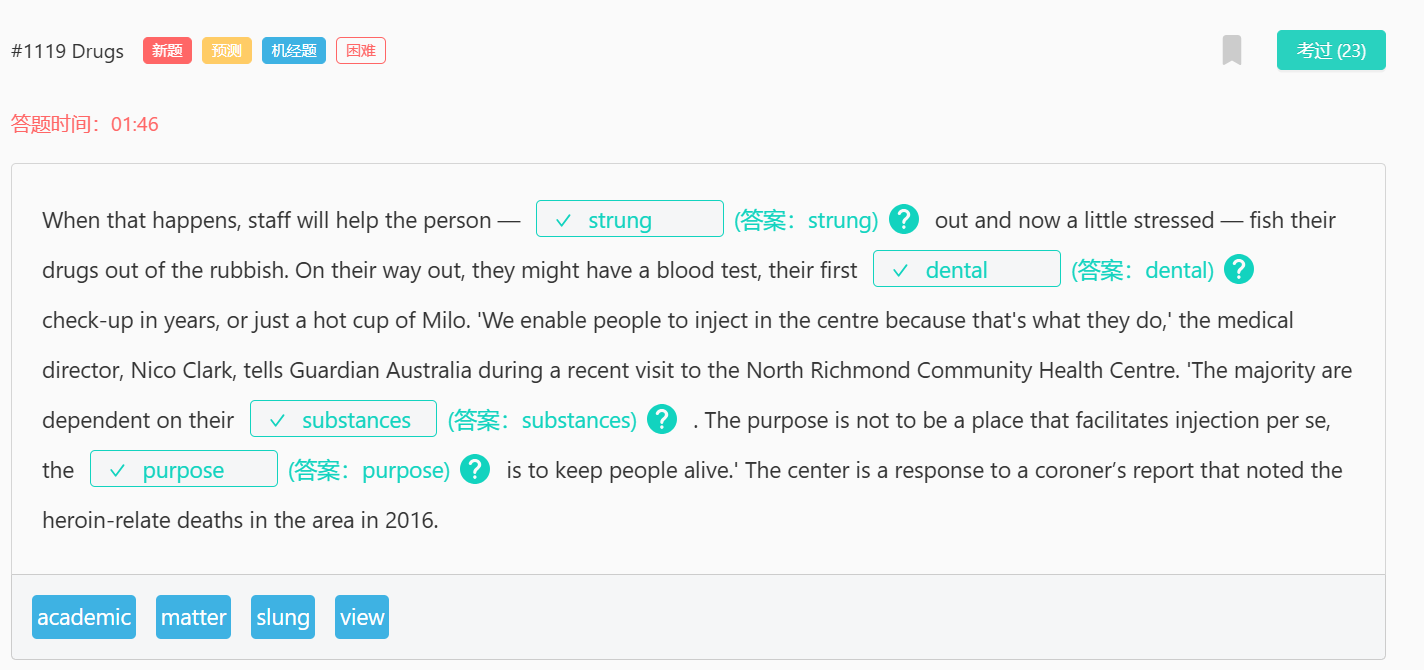 #1119 Drugs 新题 预测 机经题 困难 考过 (23)
答题时间：01:46
When that happens, staff will help the person — ✓ strung (答案：strung) ? out and now a little stressed — fish their
drugs out of the rubbish. On their way out, they might have a blood test, their first ✓ dental (答案：dental) ?
check-up in years, or just a hot cup of Milo. 'We enable people to inject in the centre because that's what they do,' the medical
director, Nico Clark, tells Guardian Australia during a recent visit to the North Richmond Community Health Centre. 'The majority are
dependent on their ✓ substances (答案：substances) ? . The purpose is not to be a place that facilitates injection per se,
the ✓ purpose (答案：purpose) ? is to keep people alive.' The center is a response to a coroner’s report that noted the
heroin-relate deaths in the area in 2016.
academic matter slung view